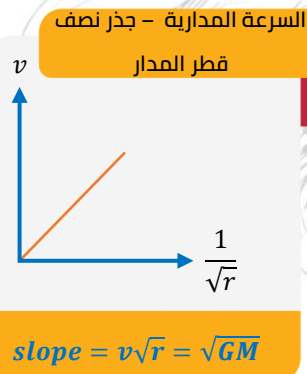 السرعة المدارية – جذر نصف
قطر المدار
v
1
√r
slope = v√r = √GM